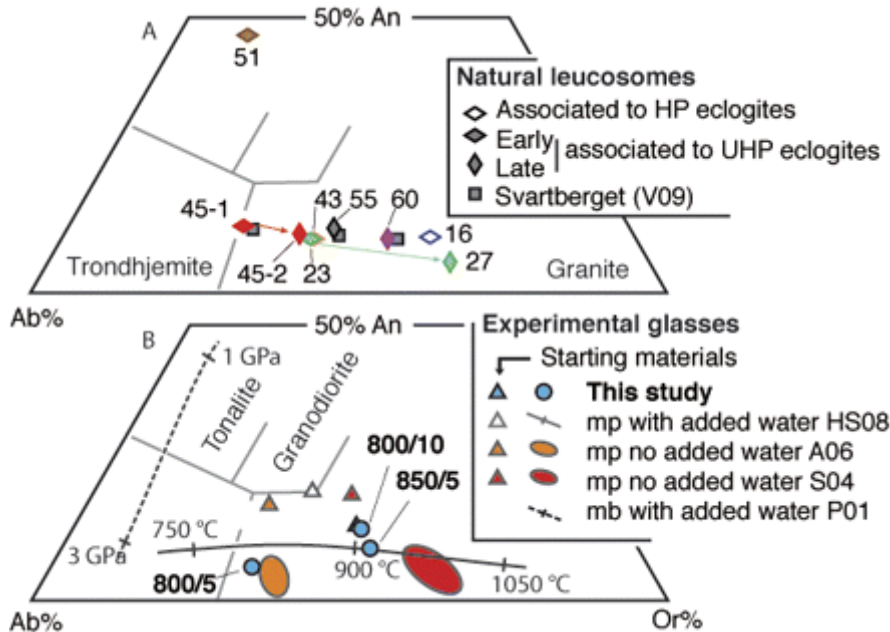 A
50% An
51
Natural leucosomes
Associated to HP eclogites
Early
Late
associated to UHP eclogites
Svartberget (V09)
45-1
43
55
60
16
45-2
23
27
Trondhjemite
Granite
Ab%
B
50% An
1 GPa
Tonalite
Granodiorite
Experimental glasses
Starting materials
This study
mp with added water HS08
mp no added water A06
mp no added water S04
mb with added water P01
800/10
850/5
750 °C
3 GPa
900 °C
800/5
1050 °C
Ab%
Or%